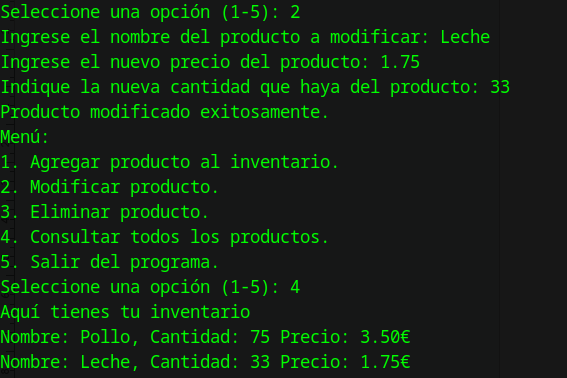 Seleccione una opción (1-5): 2
Ingrese el nombre del producto a modificar: Leche
Ingrese el nuevo precio del producto: 1.75
Indique la nueva cantidad que haya del producto: 33
Producto modificado exitosamente.
Menú:
1. Agregar producto al inventario.
2. Modificar producto.
3. Eliminar producto.
4. Consultar todos los productos.
5. Salir del programa.
Seleccione una opción (1-5): 4
Aquí tienes tu inventario
Nombre: Pollo, Cantidad: 75 Precio: 3.50€
Nombre: Leche, Cantidad: 33 Precio: 1.75€